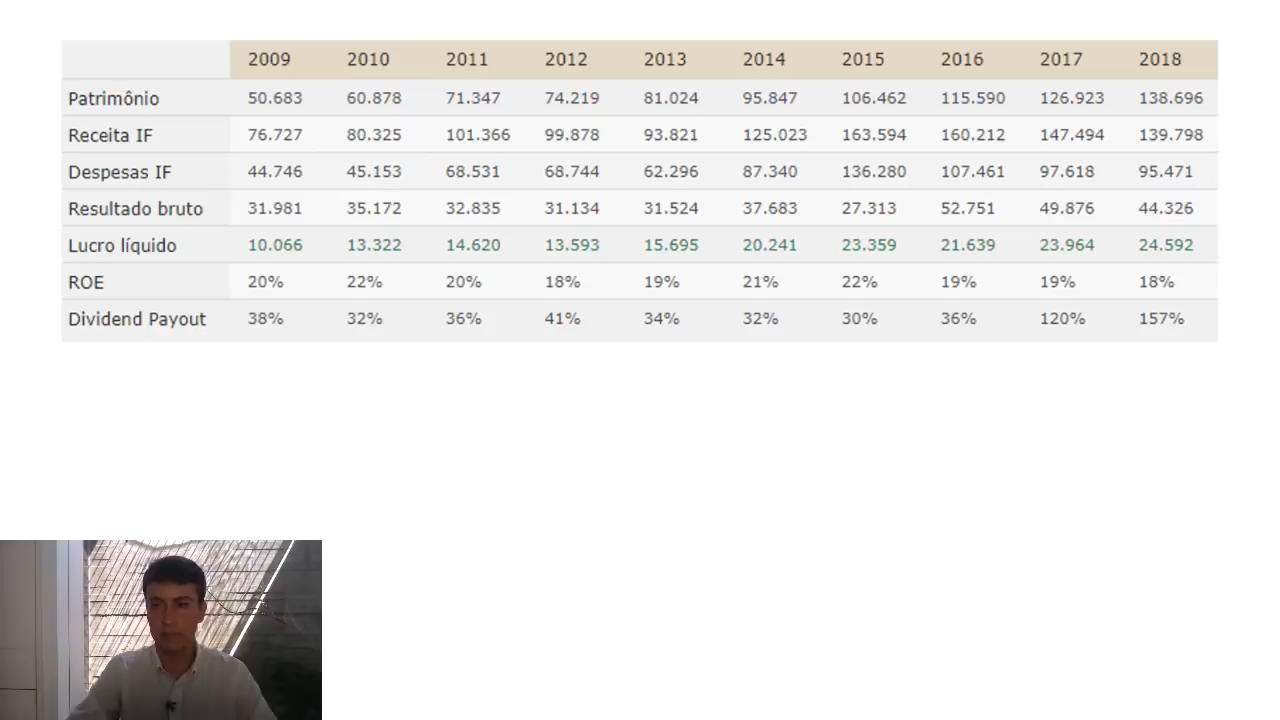 2009 2010 2011 2012 2013 2014 2015 2016 2017 2018
Patrimônio 50.683 60.878 71.347 74.219 81.024 95.847 106.462 115.590 126.923 138.696
Receita IF 76.727 80.325 101.366 99.878 93.821 125.023 163.594 160.212 147.494 139.798
Despesas IF 44.746 45.153 68.531 68.744 62.296 87.340 136.280 107.461 97.618 95.471
Resultado bruto 31.981 35.172 32.835 31.134 31.524 37.683 27.313 52.751 49.876 44.326
Lucro líquido 10.066 13.322 14.620 13.593 15.695 20.241 23.359 21.639 23.964 24.592
ROE 20% 22% 20% 18% 19% 21% 22% 19% 19% 18%
Dividend Payout 38% 32% 36% 41% 34% 32% 30% 36% 120% 157%